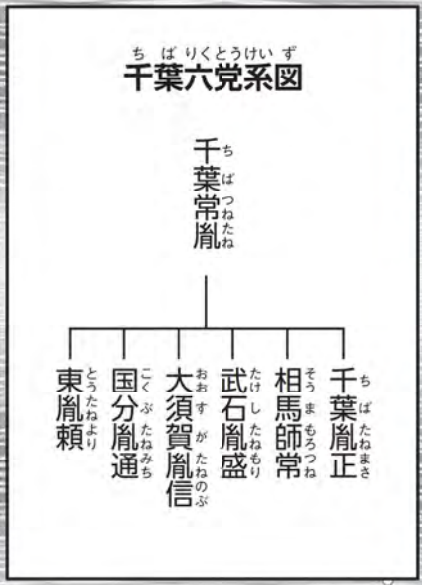 ちばりくとうけいず
千葉六党系図
千葉常胤
ちばつねたね
千葉胤正
ちばたねまさ
相馬師常
そうまもろつね
武石胤盛
たけしたねもり
大須賀胤信
おおすがたねのぶ
国分胤通
こくぶたねみち
東胤頼
とうたねより